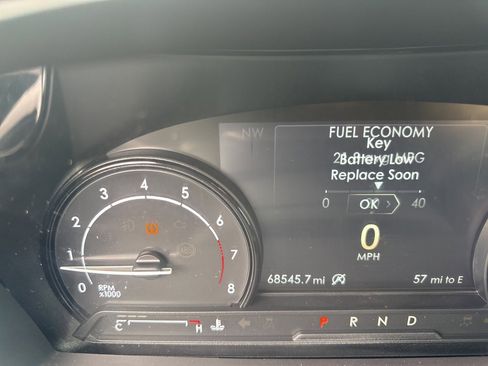 NW
FUEL ECONOMY
Key
Battery Low
Replace Soon
0 OK 40
0
MPH
68545.7 mi
57 mi to E
0 1 2 3 4 5 6 7 8
RPM
x1000
C H
P R N D